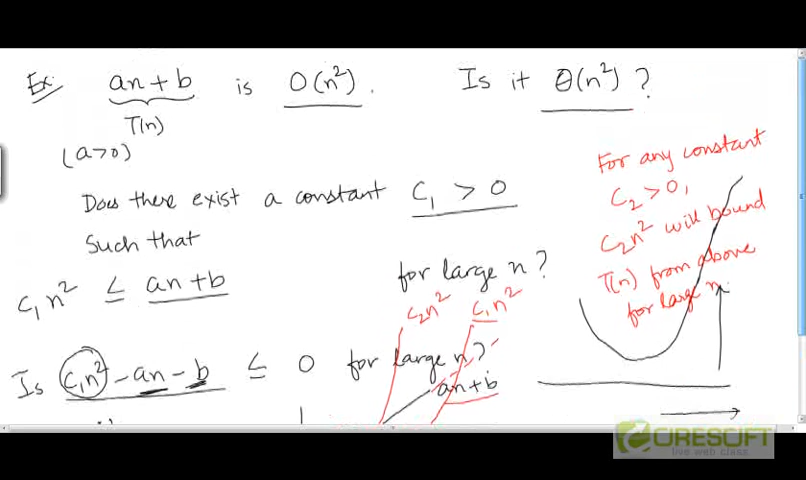 Ex: an + b is O(n²). Is it Θ(n²)?
T(n)
(a>0)
Does there exist a constant C₁ > 0
Such that
C₁n² ≤ an+b for large n?
Is C₁n² - an - b ≤ 0 for large n?
For any constant
C₂ > 0,
C₂n² will bound
T(n) from above
for large n.
C₂n² C₁n²
an+b
CIRESOFT
live web class